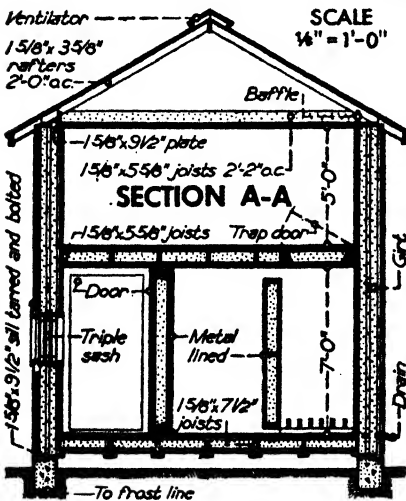 Ventilator
SCALE
1/8" = 1'-0"
1 5/8" x 3 5/8"
rafters
2'-0" o.c.
Baffle
1 5/8" x 9 1/2" plate
1 5/8" x 5 5/8" joists 2'-2" o.c.
5'-0"
SECTION A-A
1 5/8" x 5 5/8" joists
Trap door
Girt
Door
Triple
sash
Metal
lined
7'-0"
1 5/8" x 7 1/2"
joists
Drain
1 5/8" x 9 1/2" sill tarred and bolted
To frost line